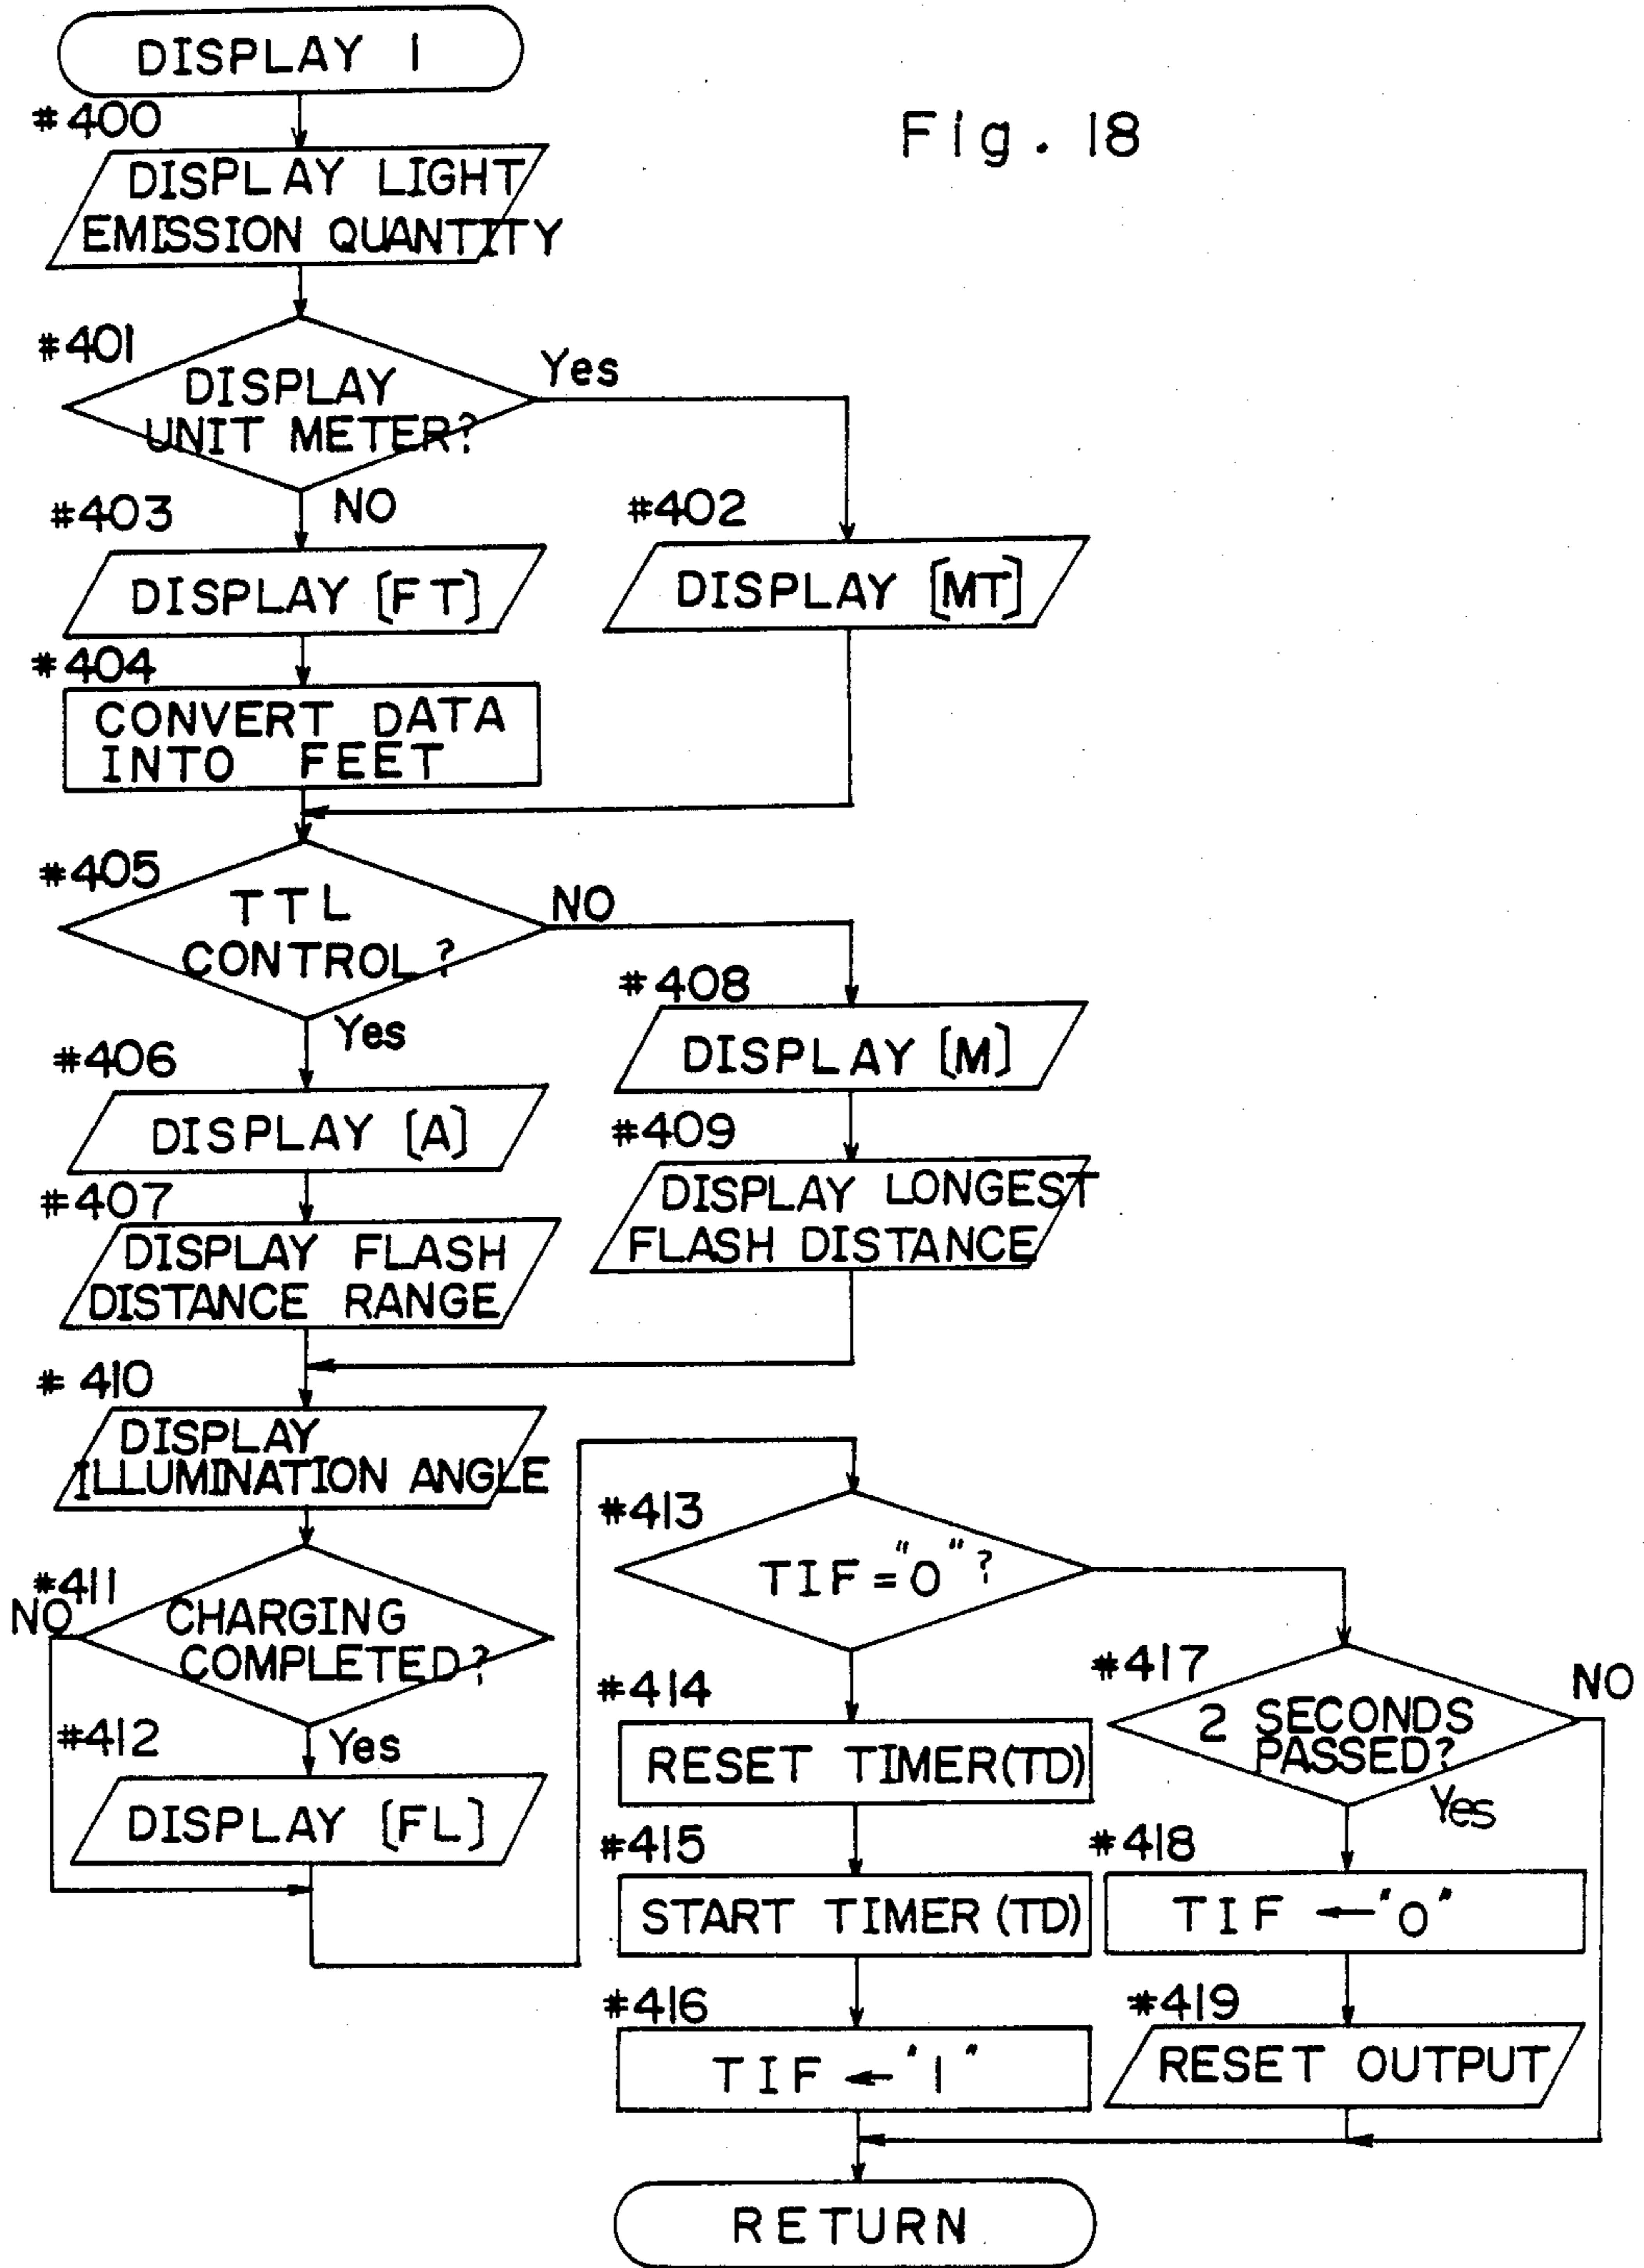 DISPLAY 1
Fig. 18
#400
DISPLAY LIGHT
EMISSION QUANTITY
#401
DISPLAY
UNIT METER?
Yes
NO
#403
DISPLAY [FT]
#402
DISPLAY [MT]
#404
CONVERT DATA
INTO FEET
#405
TTL
CONTROL?
NO
Yes
#408
DISPLAY [M]
#406
DISPLAY [A]
#409
DISPLAY LONGEST
FLASH DISTANCE
#407
DISPLAY FLASH
DISTANCE RANGE
#410
DISPLAY
ILLUMINATION ANGLE
#411
NO
CHARGING
COMPLETED?
Yes
#412
DISPLAY [FL]
#413
TIF = "0" ?
#414
RESET TIMER(TD)
#415
START TIMER (TD)
#416
TIF ← "1"
#417
2 SECONDS
PASSED?
NO
Yes
#418
TIF ← "0"
#419
RESET OUTPUT
RETURN